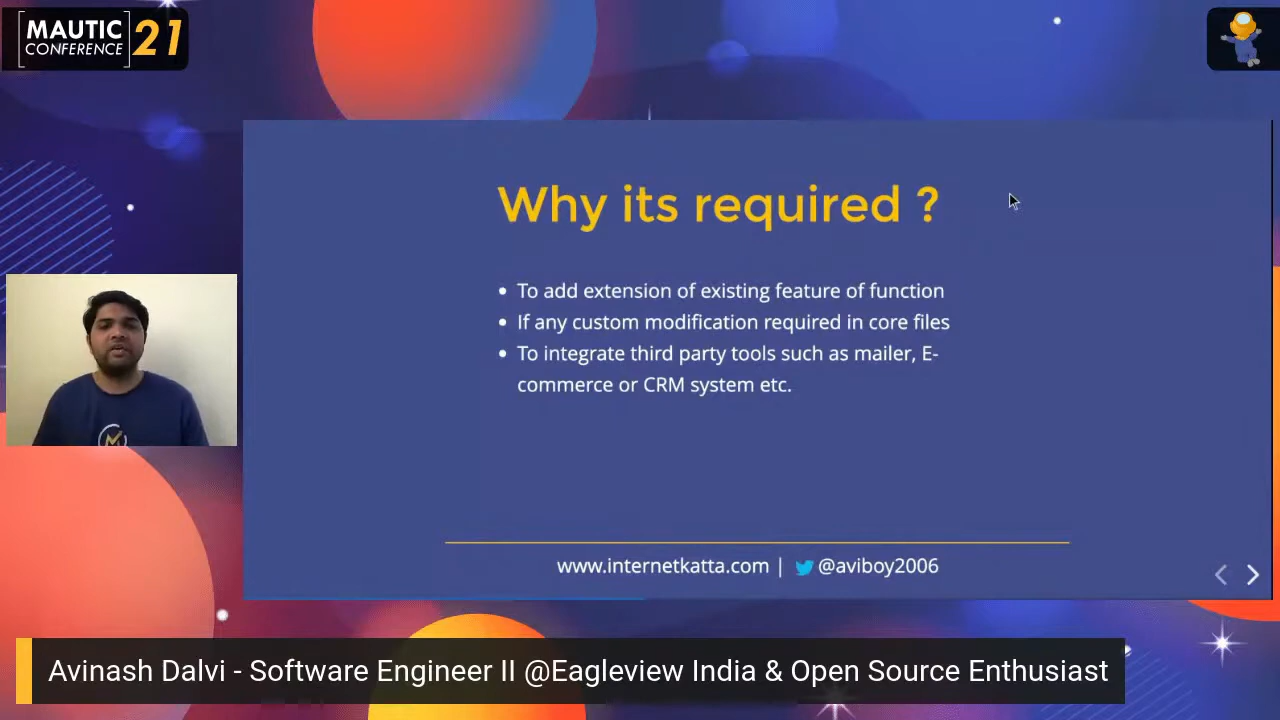 MAUTIC
CONFERENCE
21
Why its required ?
To add extension of existing feature of function
If any custom modification required in core files
To integrate third party tools such as mailer, E-
commerce or CRM system etc.
www.internetkatta.com | @aviboy2006
Avinash Dalvi - Software Engineer II @Eagleview India & Open Source Enthusiast